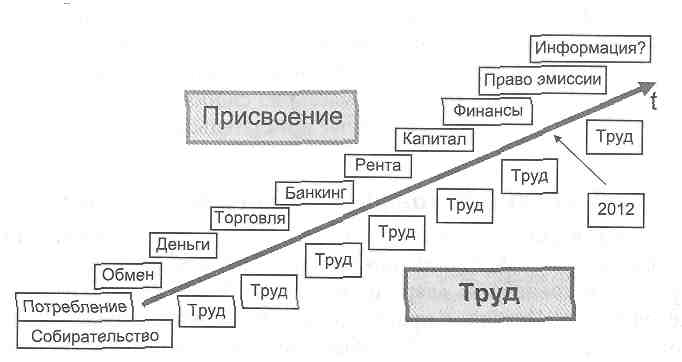 Информация?
Право эмиссии
Присвоение
Финансы
t
Капитал
Труд
Рента
Труд
Банкинг
Труд
2012
Торговля
Труд
Деньги
Труд
Обмен
Труд
Труд
Потребление
Труд
Собирательство